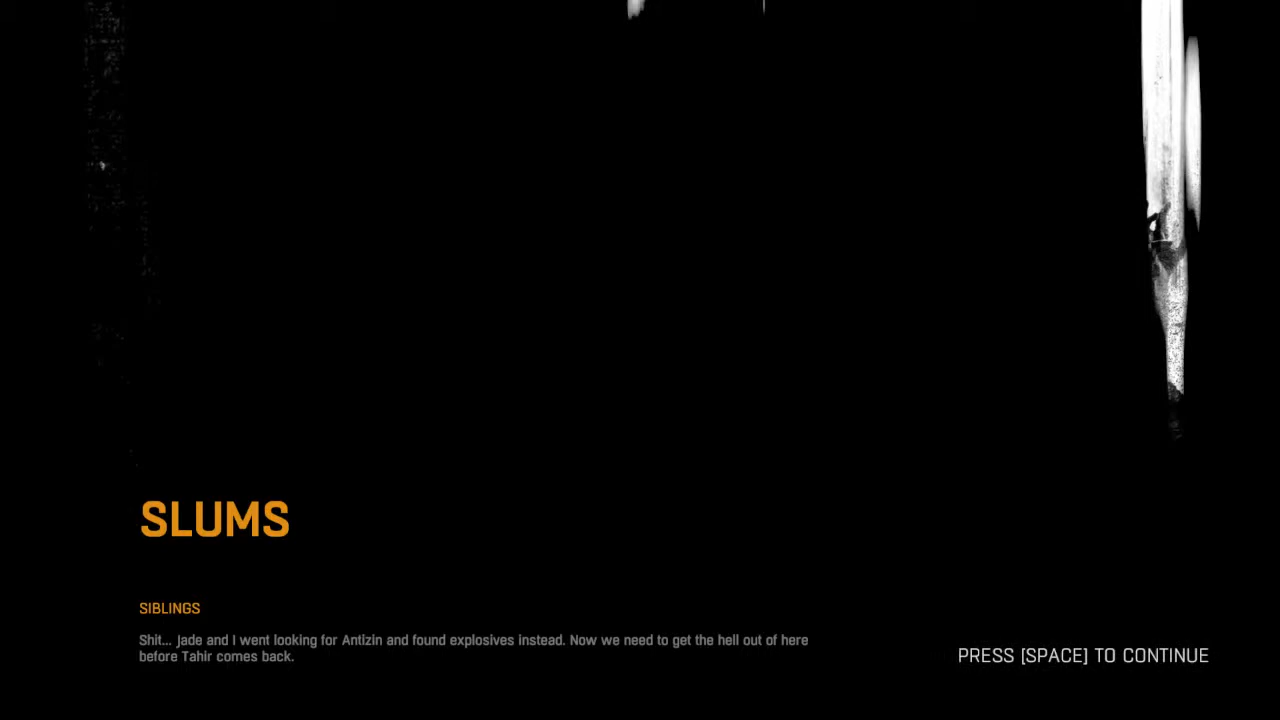 SLUMS
SIBLINGS
Shit... Jade and I went looking for Antizin and found explosives instead. Now we need to get the hell out of here
before Tahir comes back.
PRESS [SPACE] TO CONTINUE